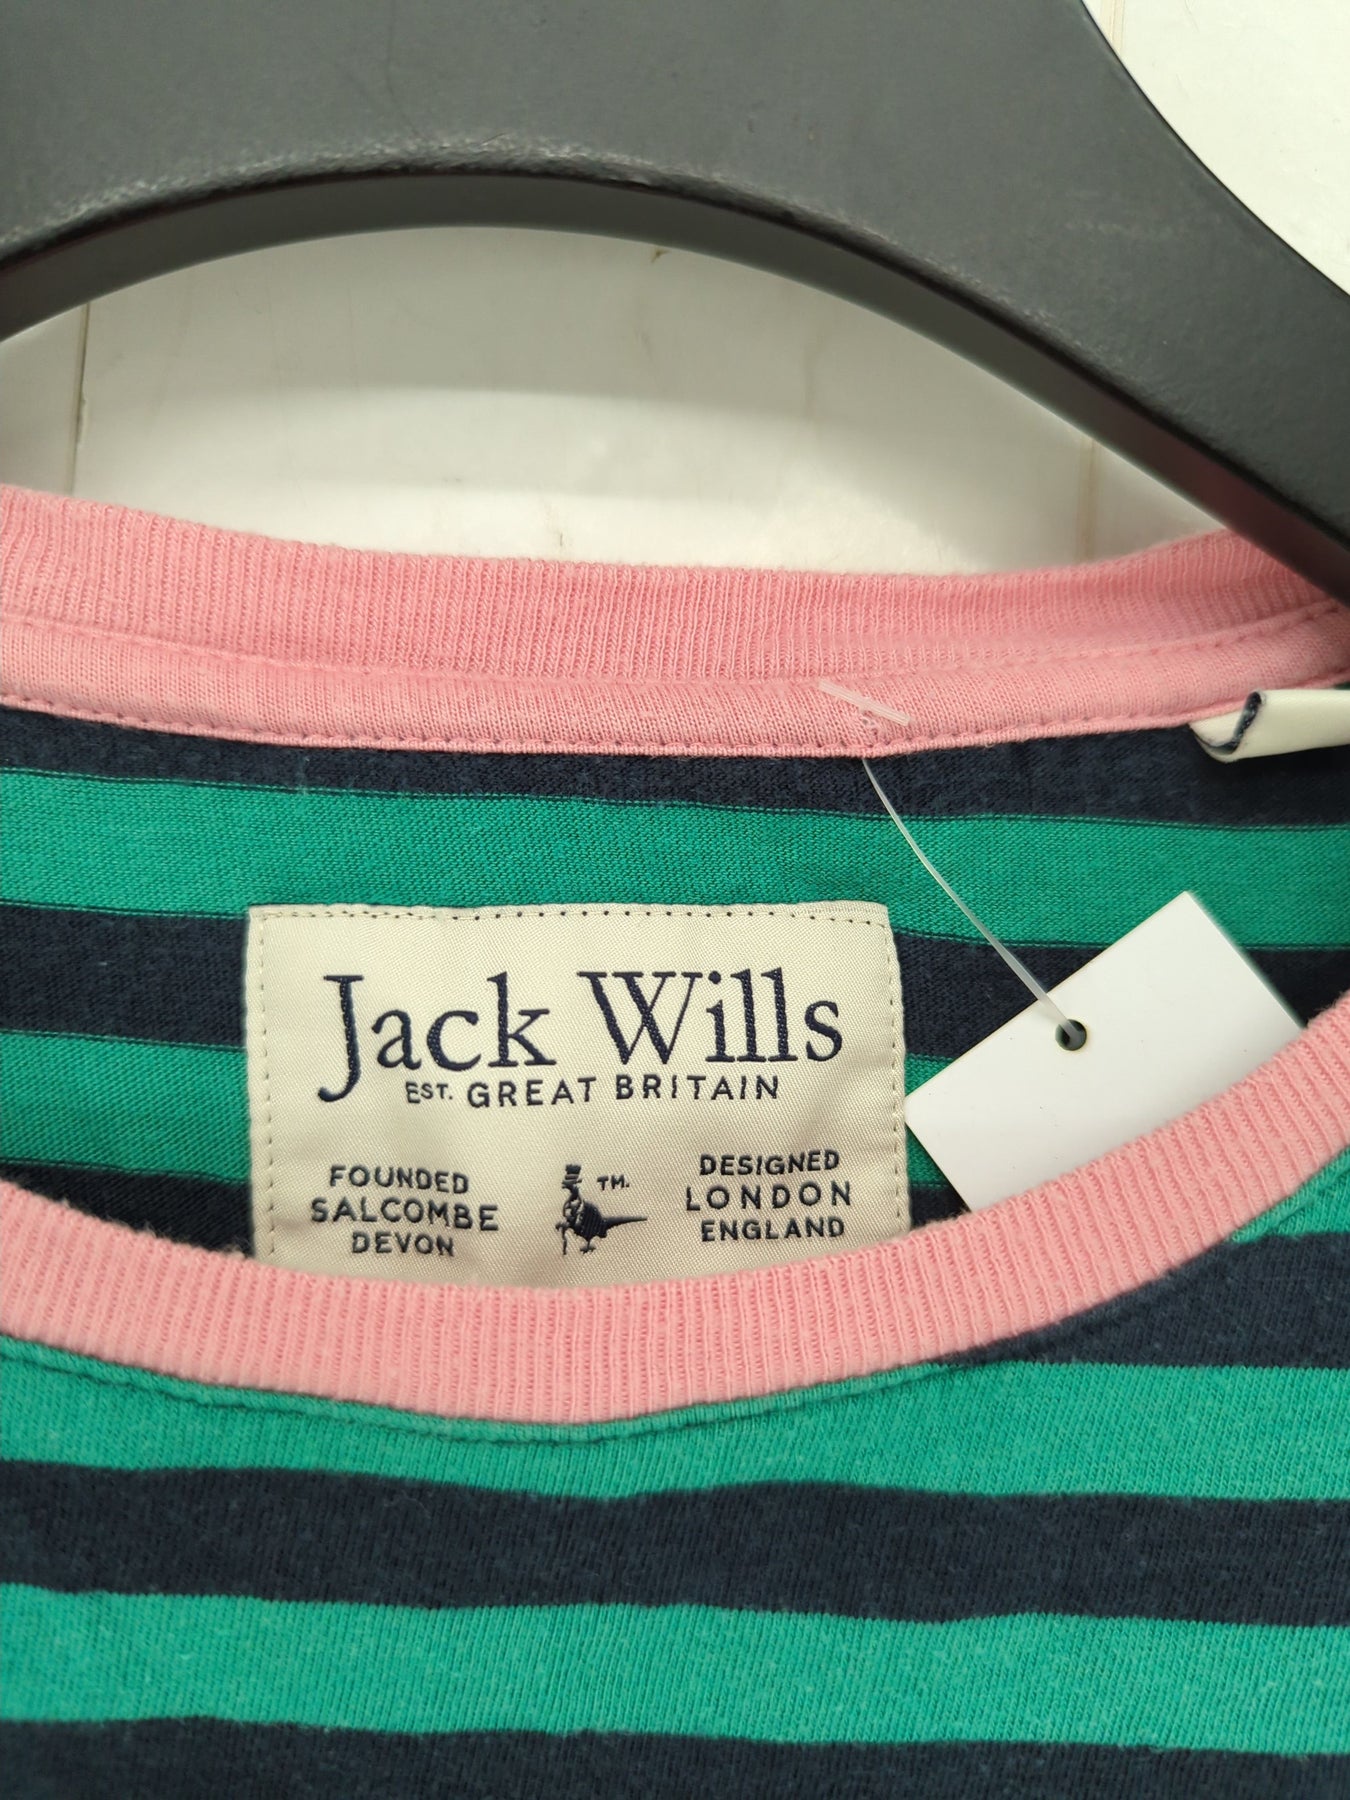 Jack Wills
EST. GREAT BRITAIN
FOUNDED
SALCOMBE
DEVON
TM.
DESIGNED
LONDON
ENGLAND